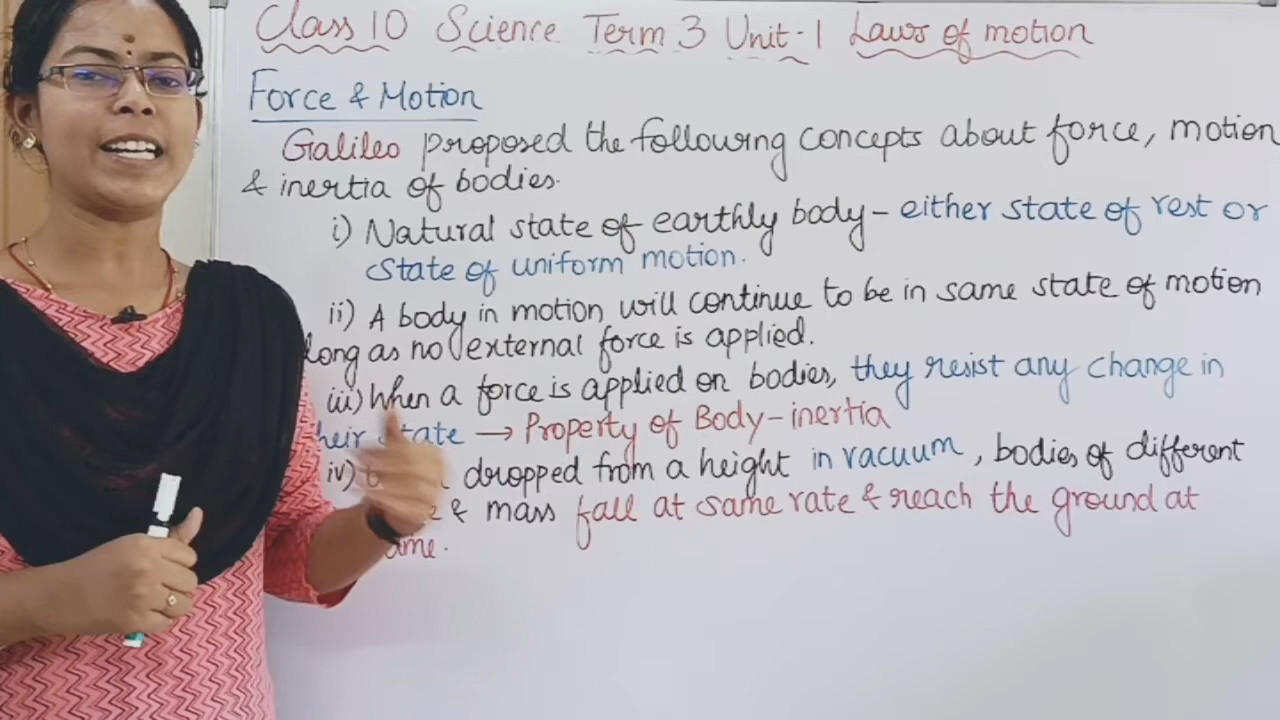 Class 10 Science Term 3 Unit-1 Laws of motion
Force & Motion
Galileo proposed the following concepts about force, motion
& inertia of bodies.
i) Natural state of earthly body - either state of rest or
state of uniform motion.
ii) A body in motion will continue to be in same state of motion
long as no external force is applied.
iii) When a force is applied on bodies, they resist any change in
heir state → Property of Body-inertia
iv) dropped from a height in vacuum, bodies of different
& mass fall at same rate & reach the ground at
ame.